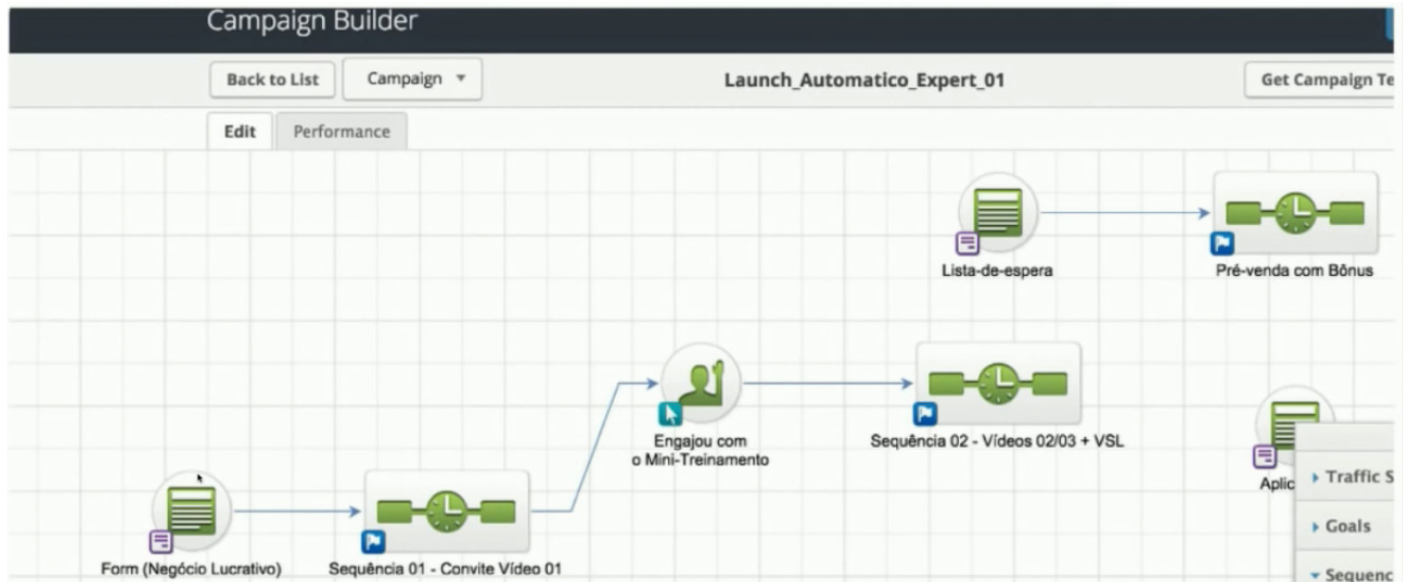 Campaign Builder
Back to List
Campaign
Launch_Automatico_Expert_01
Get Campaign Te
Edit
Performance
Lista-de-espera
Pré-venda com Bônus
Engajou com
o Mini-Treinamento
Sequência 02 - Vídeos 02/03 + VSL
Aplic
Traffic S
Goals
Sequenc
Form (Negócio Lucrativo)
Sequência 01 - Convite Vídeo 01